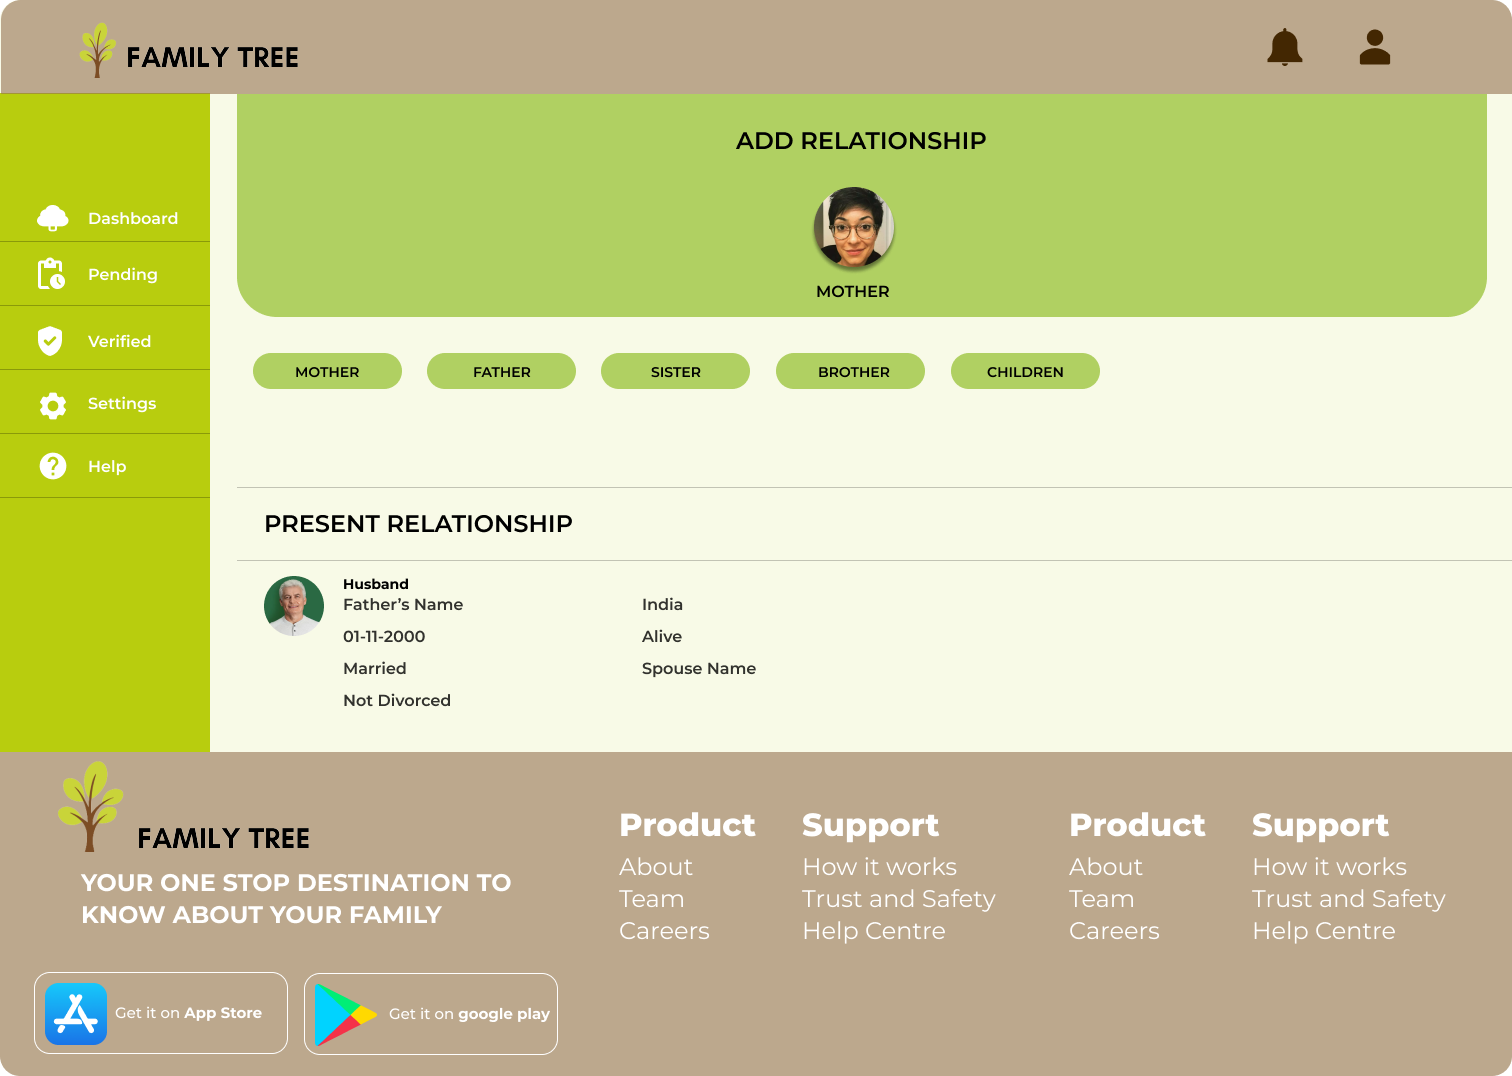 FAMILY TREE
Dashboard
Pending
Verified
Settings
Help
ADD RELATIONSHIP
MOTHER
MOTHER
FATHER
SISTER
BROTHER
CHILDREN
PRESENT RELATIONSHIP
Husband
Father’s Name
India
01-11-2000
Alive
Married
Spouse Name
Not Divorced
FAMILY TREE
YOUR ONE STOP DESTINATION TO
KNOW ABOUT YOUR FAMILY
Get it on App Store
Get it on google play
Product
About
Team
Careers
Support
How it works
Trust and Safety
Help Centre
Product
About
Team
Careers
Support
How it works
Trust and Safety
Help Centre